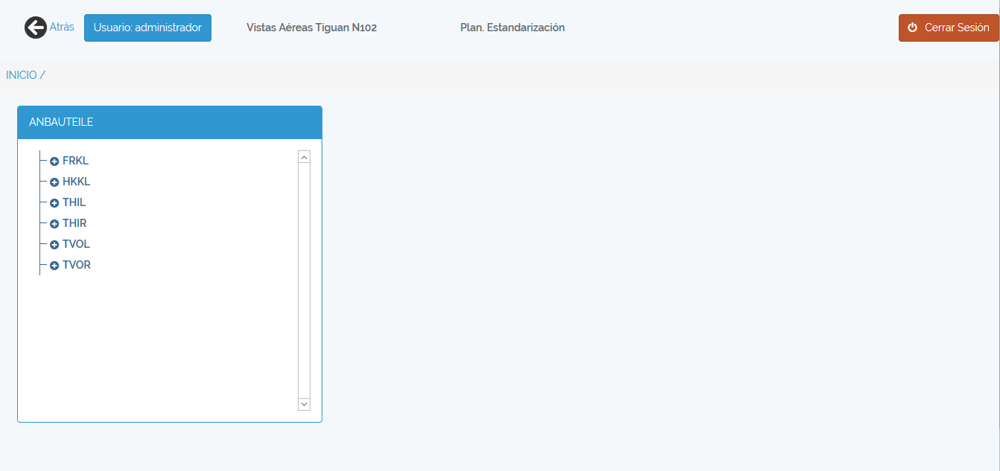 Atrás
Usuario: administrador
Vistas Aéreas Tiguan N102
Plan. Estandarización
Cerrar Sesión
INICIO /
ANBAUTEILE
FRKL
HKKL
THIL
THIR
TVOL
TVOR